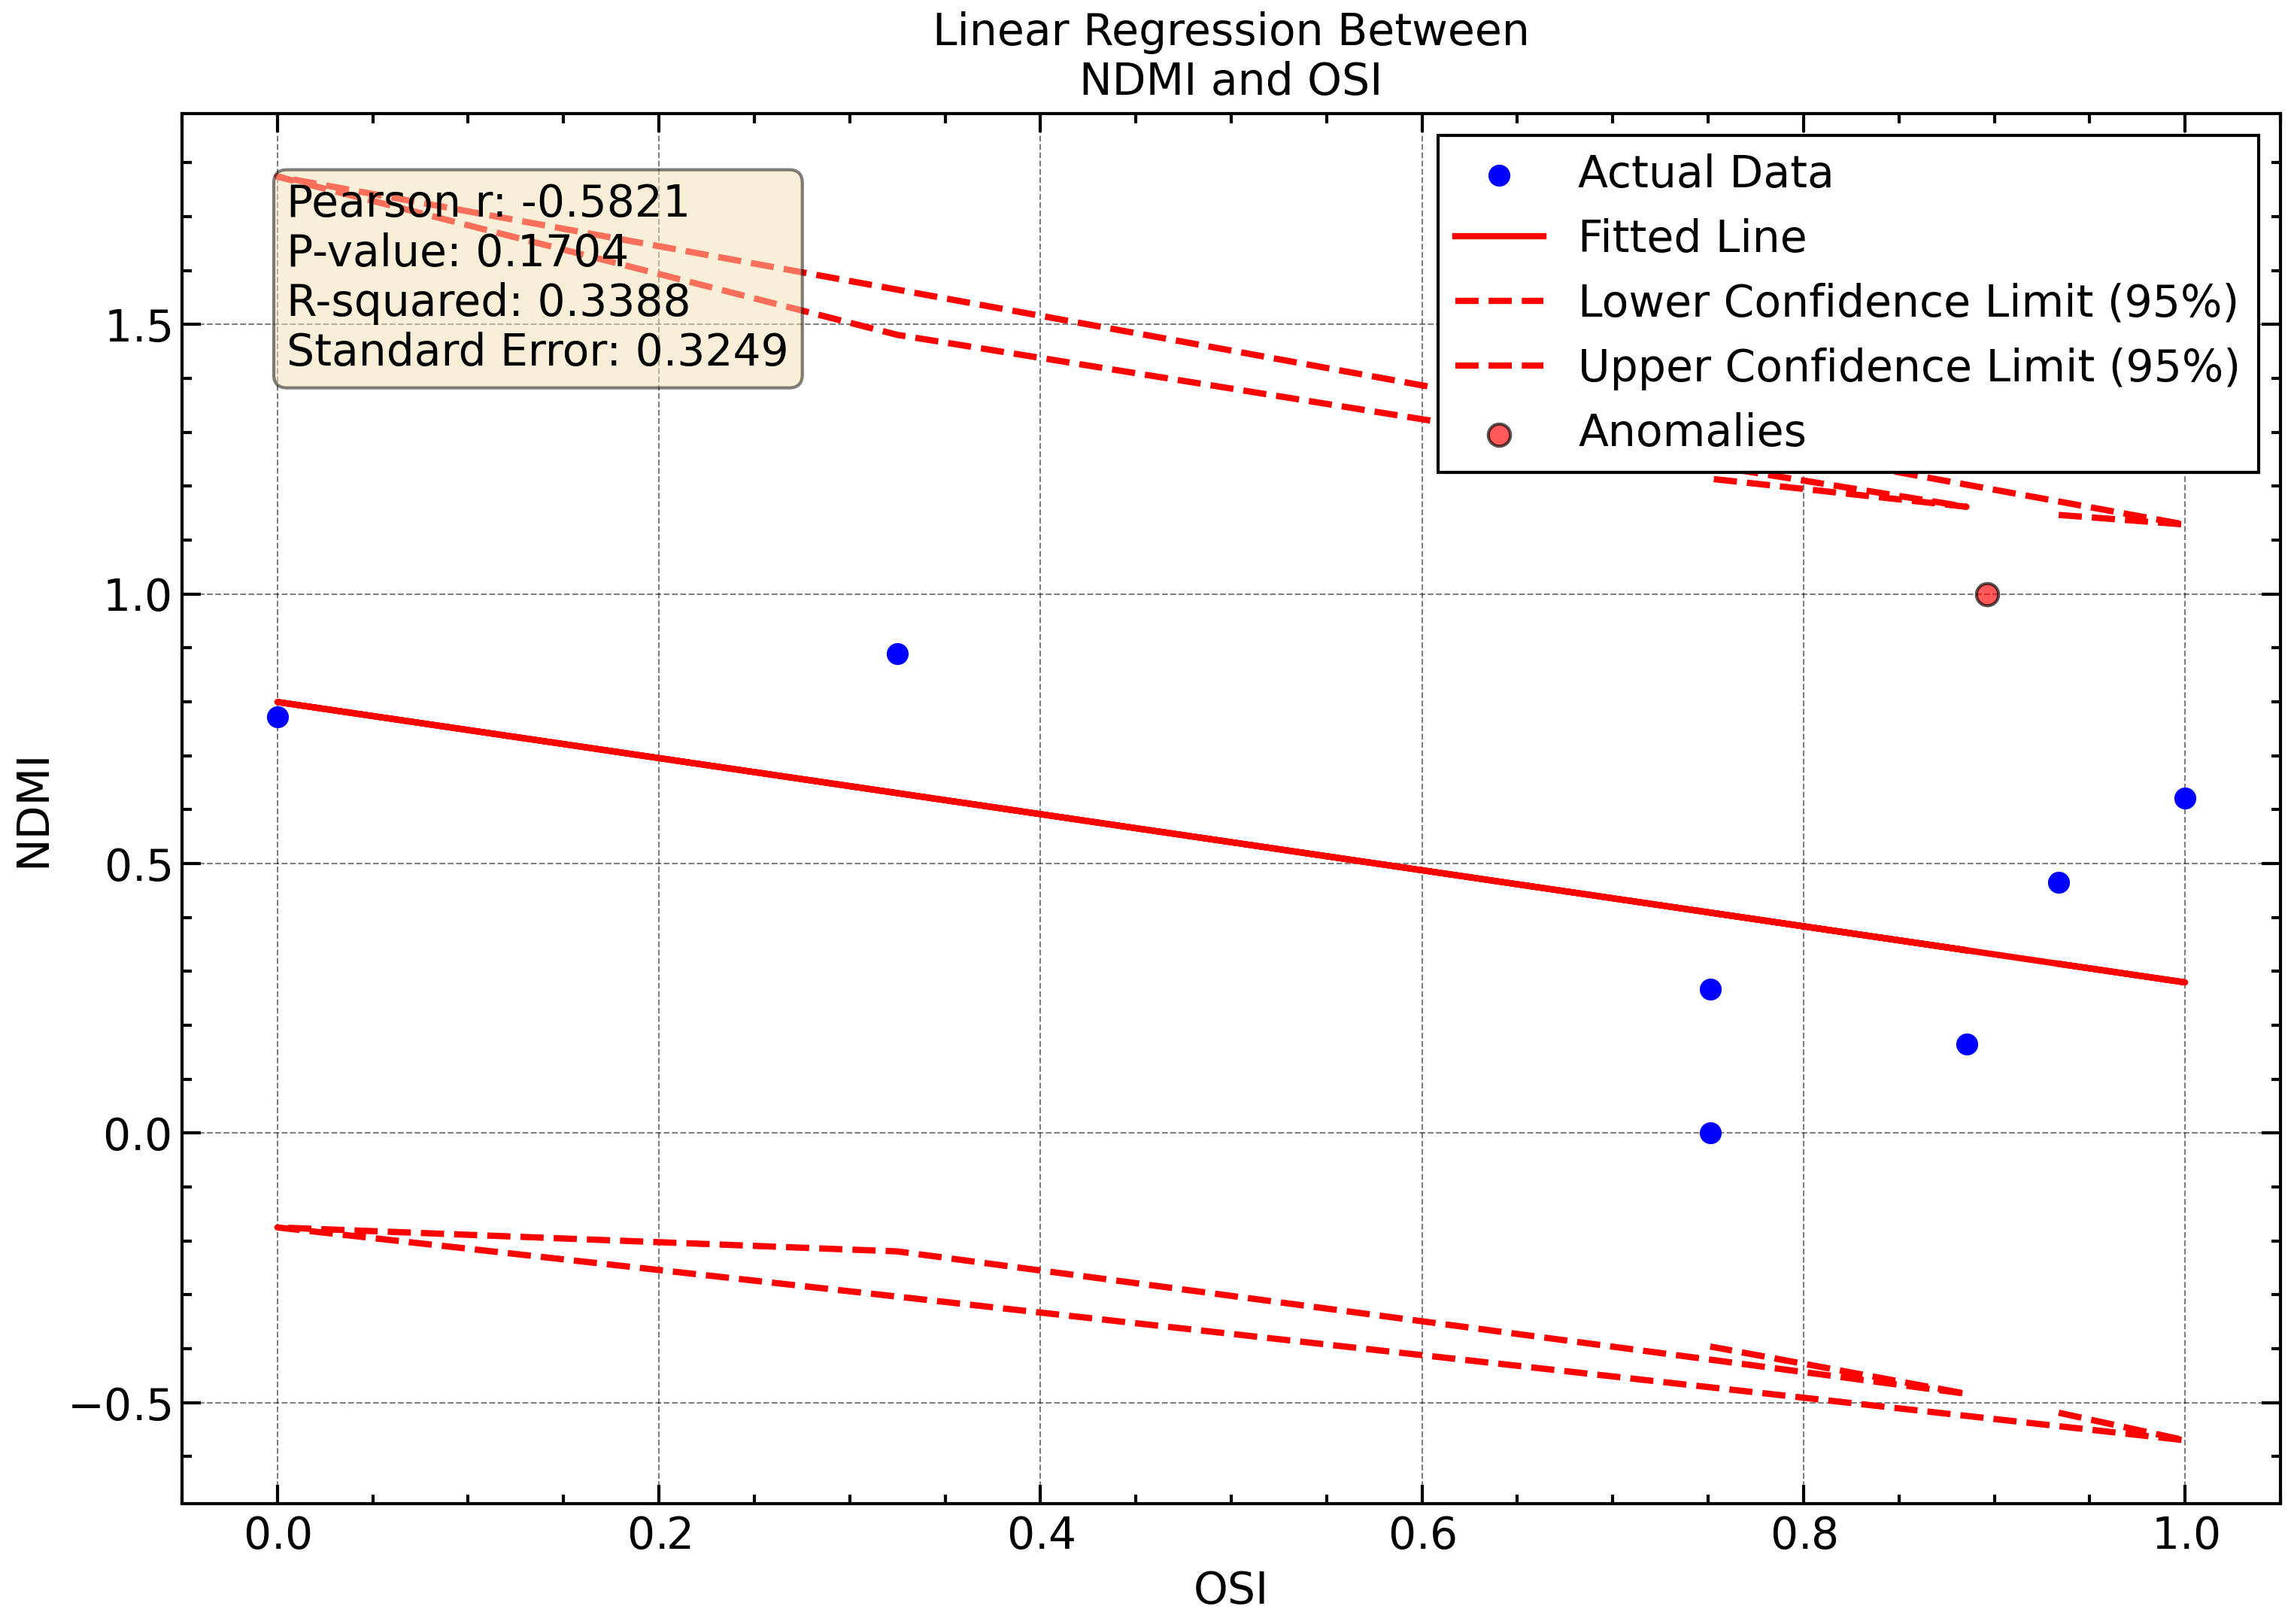 Linear Regression Between
NDMI and OSI
Pearson r: -0.5821
P-value: 0.1704
R-squared: 0.3388
Standard Error: 0.3249
Actual Data
Fitted Line
Lower Confidence Limit (95%)
Upper Confidence Limit (95%)
Anomalies
1.5
1.0
0.5
0.0
−0.5
NDMI
0.0 0.2 0.4 0.6 0.8 1.0
OSI